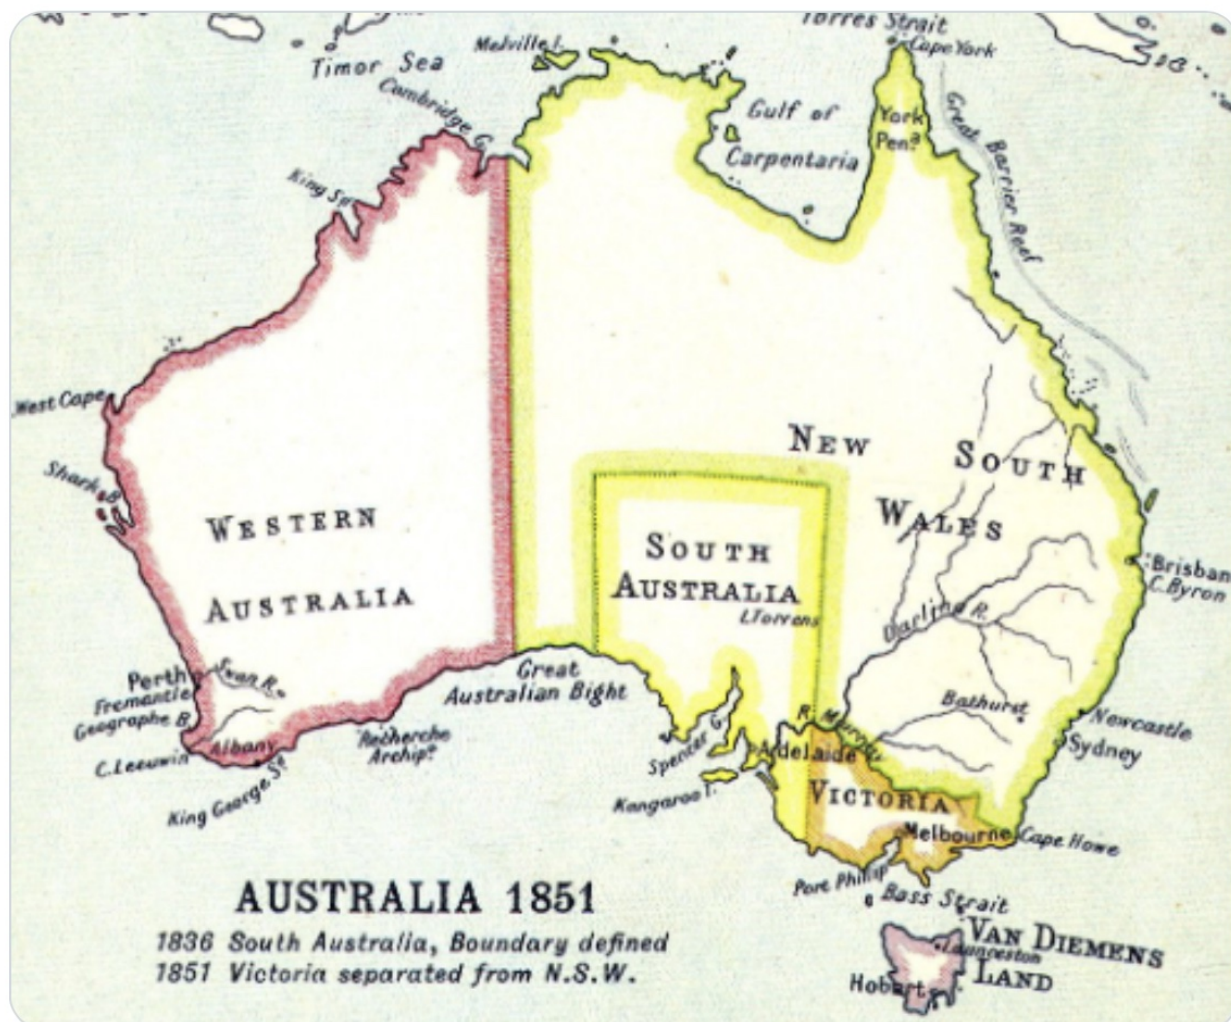 Torres Strait
Cape York
Melville I.
Timor Sea
Cambridge G.
Gulf of
Carpentaria
York
Pen?
Great Barrier Reef
King Sd
West Cape
Shark B.
NEW
SOUTH
WALES
WESTERN
AUSTRALIA
SOUTH
AUSTRALIA
L.Torrens
Brisban
C. Byron
Darling R.
Perth
Swan R.
Fremantle
Geographe B.
C. Leeuwin
Albany
King George Sd
Recherche
Archip?
Great
Australian Bight
Bathurst
Newcastle
Sydney
Spencer G.
R. Murray
Adelaide
Kangaroo I.
VICTORIA
Melbourne
Cape Howe
Port Phillip
Bass Strait
VAN DIEMENS
LAND
Launceston
Hobart
AUSTRALIA 1851
1836 South Australia, Boundary defined
1851 Victoria separated from N.S.W.